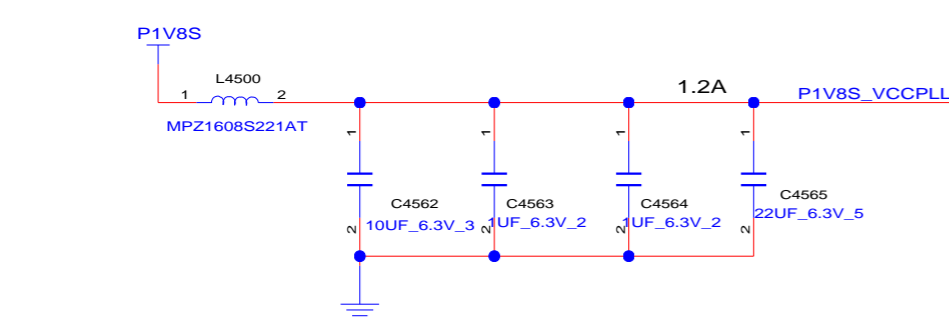 P1V8S
L4500
1 2
MPZ1608S221AT
1.2A
P1V8S_VCCPLL
1 1 1 1
C4562 C4563 C4564 C4565
10UF_6.3V_3 1UF_6.3V_2 1UF_6.3V_2 22UF_6.3V_5
2 2 2 2